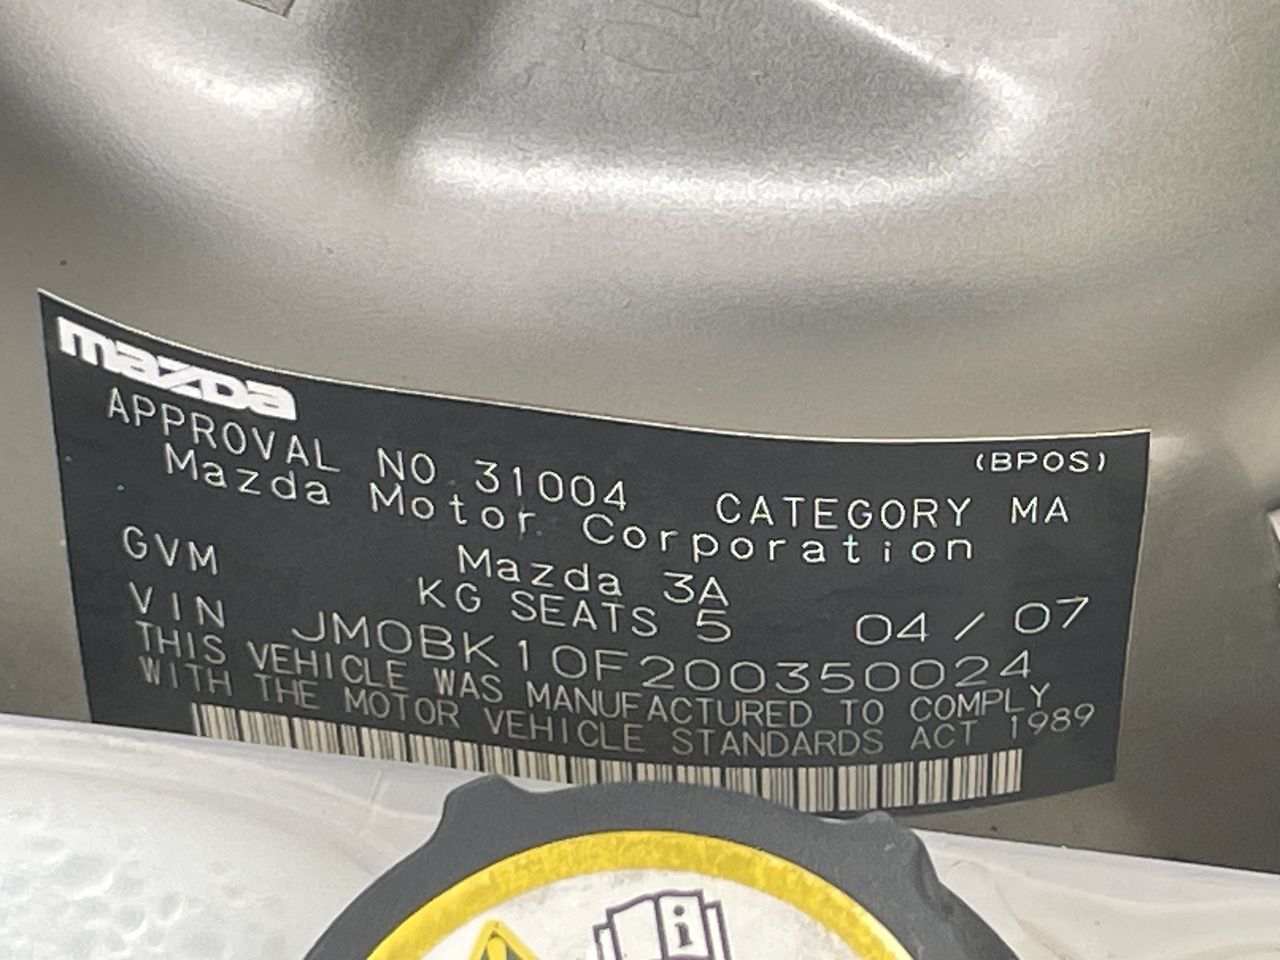 mazda
(BPOS)
APPROVAL NO 31004 CATEGORY MA
Mazda Motor Corporation
Mazda 3A
GVM KG SEATS 5 04 / 07
VIN JM0BK10F200350024
THIS VEHICLE WAS MANUFACTURED TO COMPLY
WITH THE MOTOR VEHICLE STANDARDS ACT 1989
i